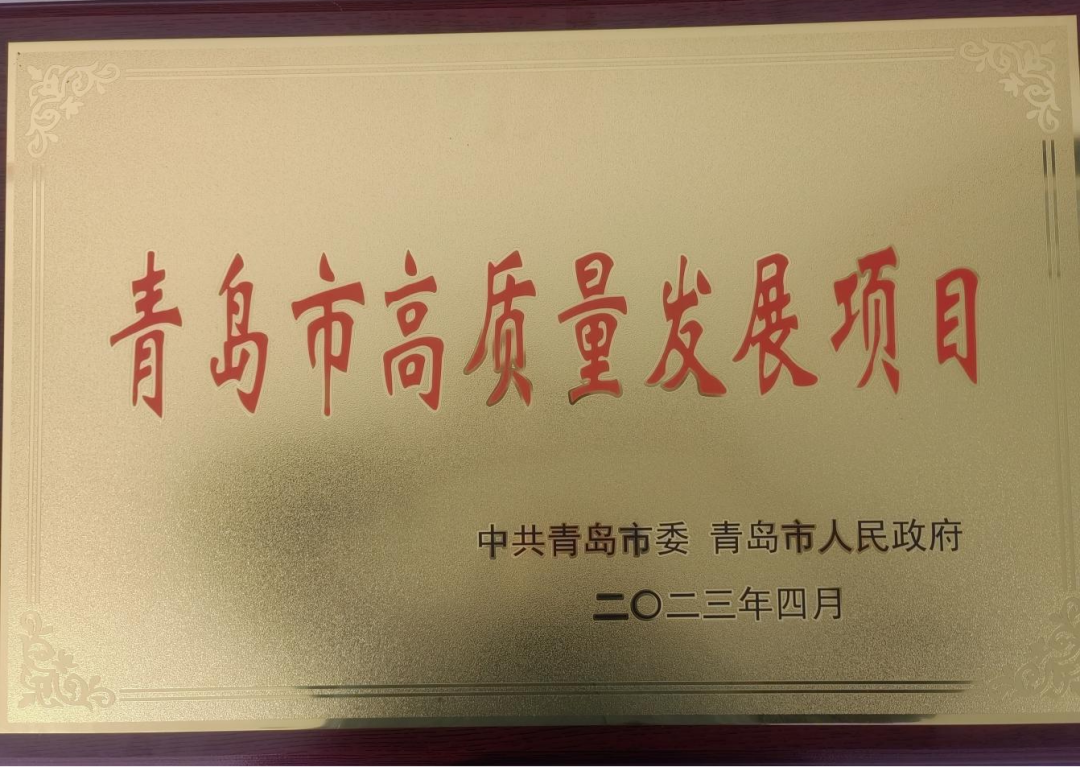 青岛市高质量发展项目
中共青岛市委 青岛市人民政府
二〇二三年四月